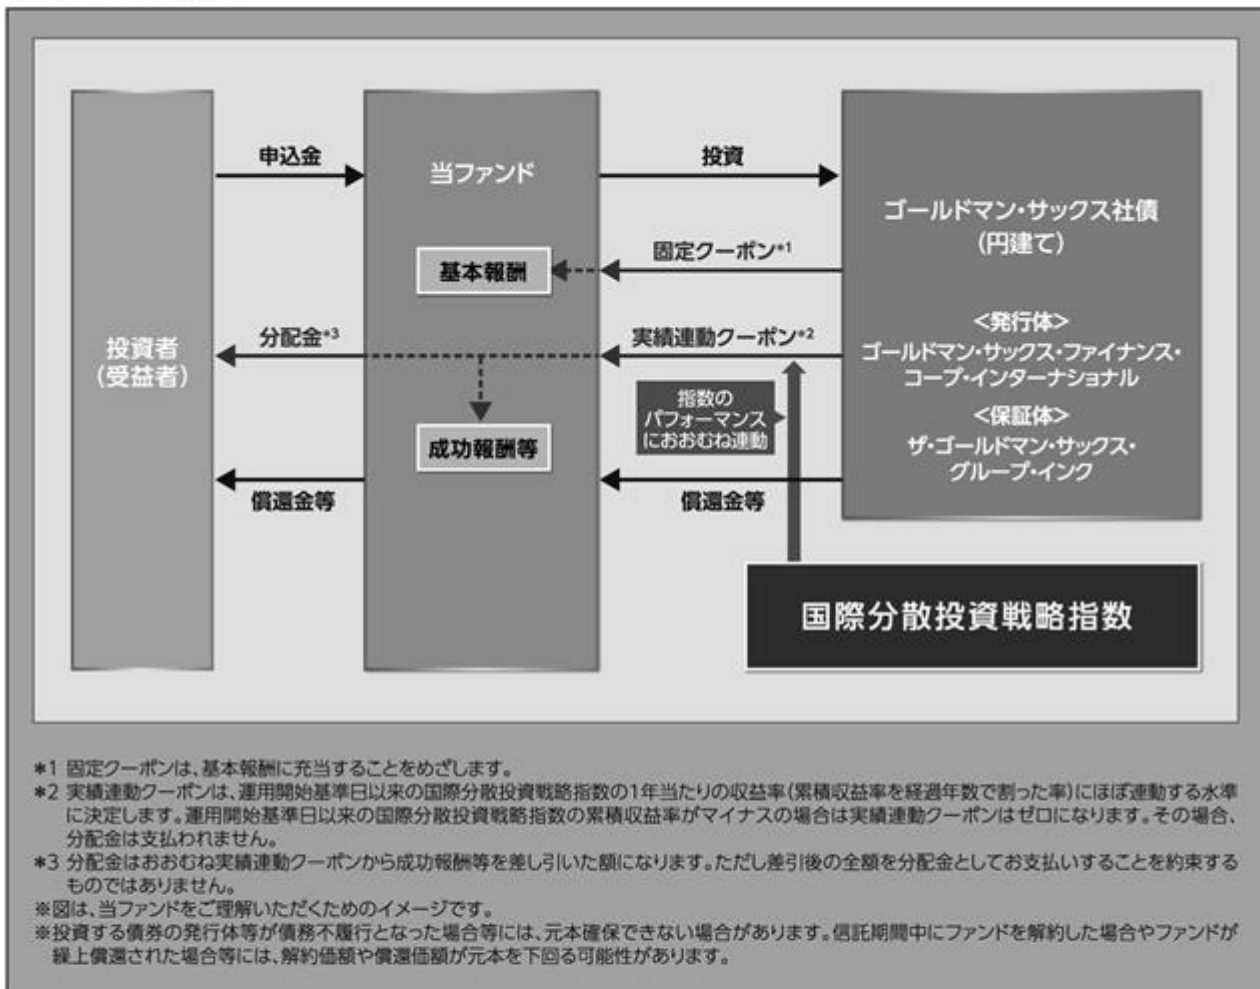 申込金
当ファンド
投資
ゴールドマン・サックス社債
(円建て)
固定クーポン*1
基本報酬
<発行体>
分配金*3
実績連動クーポン*2
投資者
(受益者)
ゴールドマン・サックス・ファイナンス・
コープ・インターナショナル
指数の
パフォーマンス
におおむね連動
<保証体>
成功報酬等
ザ・ゴールドマン・サックス・
グループ・インク
償還金等
償還金等
国際分散投資戦略指数
*1 固定クーポンは、基本報酬に充当することをめざします。
*2 実績連動クーポンは、運用開始基準日以来の国際分散投資戦略指数の1年当たりの収益率(累積収益率を経過年数で割った率)にほぼ連動する水準
に決定します。運用開始基準日以来の国際分散投資戦略指数の累積収益率がマイナスの場合は実績連動クーポンはゼロになります。その場合、
分配金は支払われません。
*3 分配金はおおむね実績連動クーポンから成功報酬等を差し引いた額になります。ただし差引後の全額を分配金としてお支払いすることを約束する
ものではありません。
※図は、当ファンドをご理解いただくためのイメージです。
※投資する債券の発行体等が債務不履行となった場合等には、元本確保できない場合があります。信託期間中にファンドを解約した場合やファンドが
繰上償還された場合等には、解約価額や償還価額が元本を下回る可能性があります。